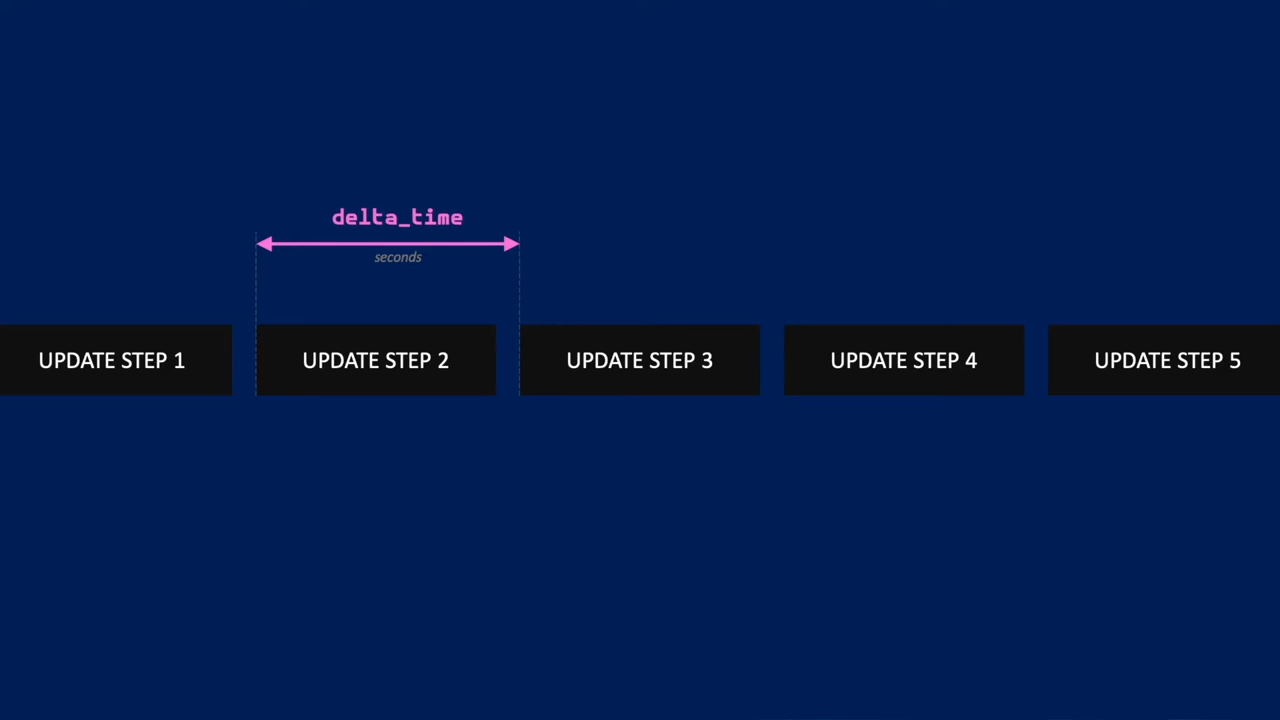 delta_time
seconds
UPDATE STEP 1
UPDATE STEP 2
UPDATE STEP 3
UPDATE STEP 4
UPDATE STEP 5